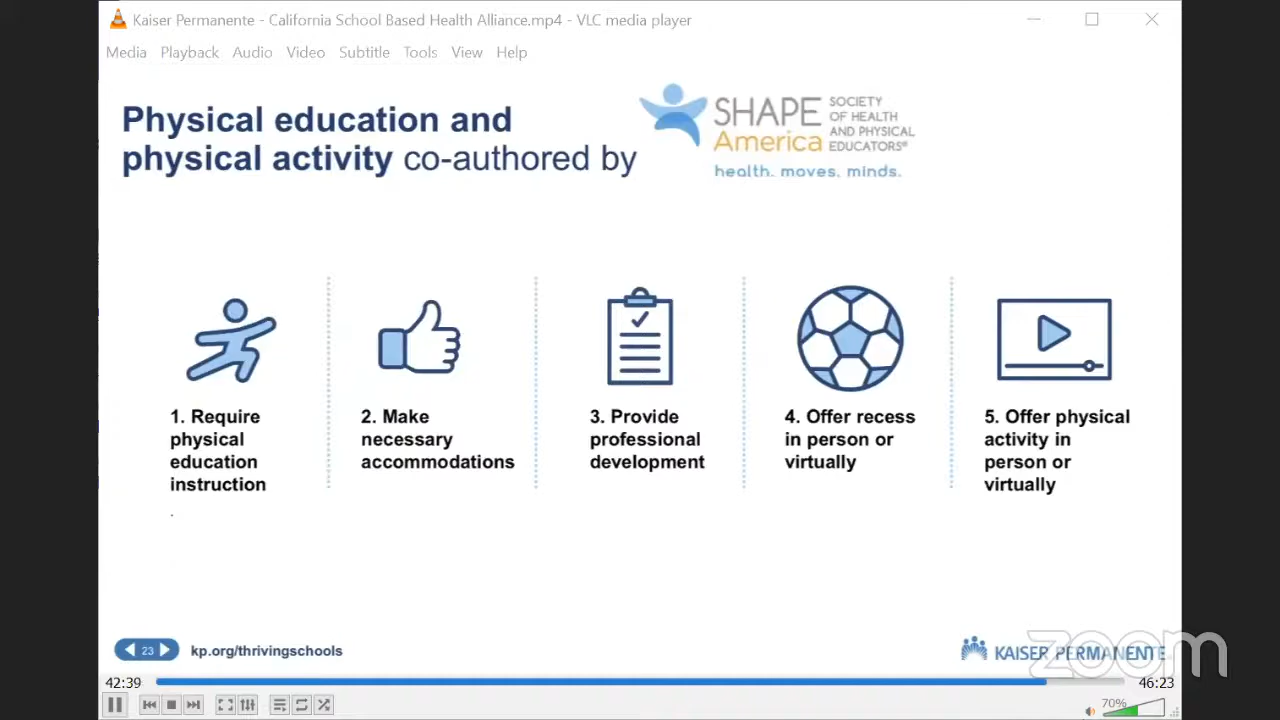 Kaiser Permanente - California School Based Health Alliance.mp4 - VLC media player
Media Playback Audio Video Subtitle Tools View Help
Physical education and
physical activity co-authored by
SHAPE
America
SOCIETY
OF HEALTH
AND PHYSICAL
EDUCATORS®
health. moves. minds.
1. Require
physical
education
instruction
.
2. Make
necessary
accommodations
3. Provide
professional
development
4. Offer recess
in person or
virtually
5. Offer physical
activity in
person or
virtually
23
kp.org/thrivingschools
KAISER PERMANENTE
zoom
42:39
46:23
70%